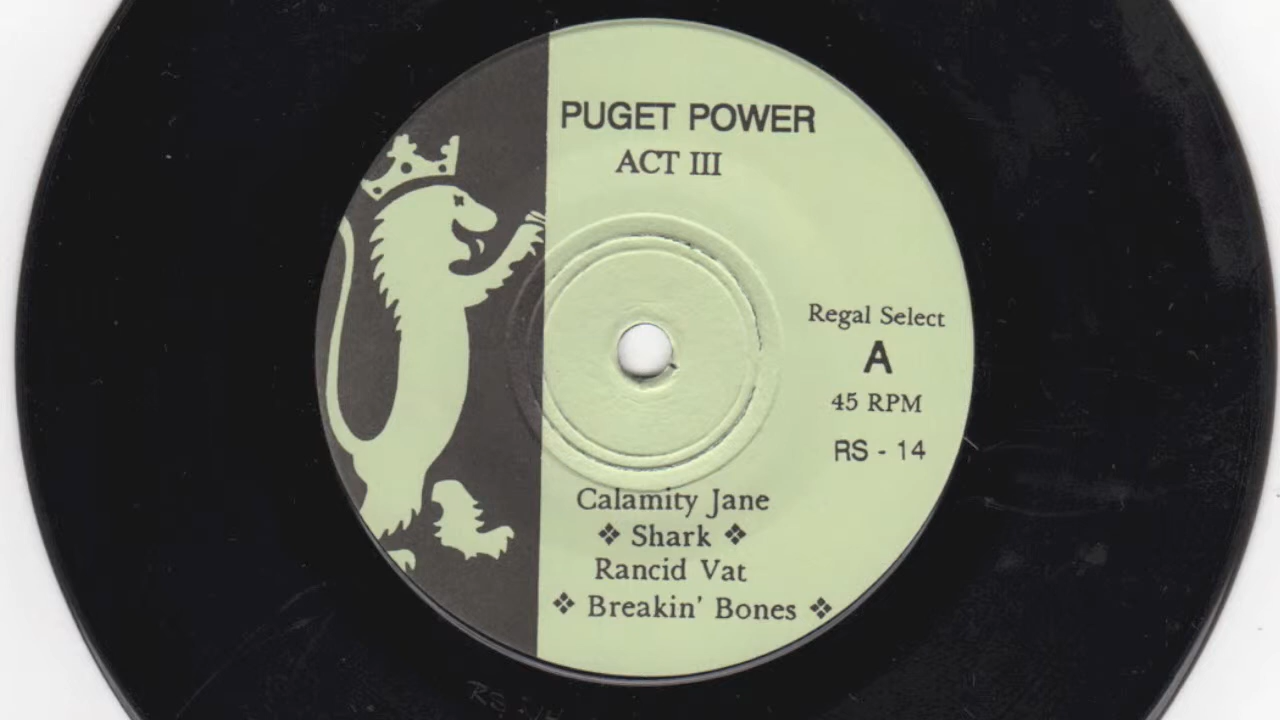 PUGET POWER
ACT III
Regal Select
A
45 RPM
RS - 14
Calamity Jane
❖ Shark ❖
Rancid Vat
❖ Breakin' Bones ❖